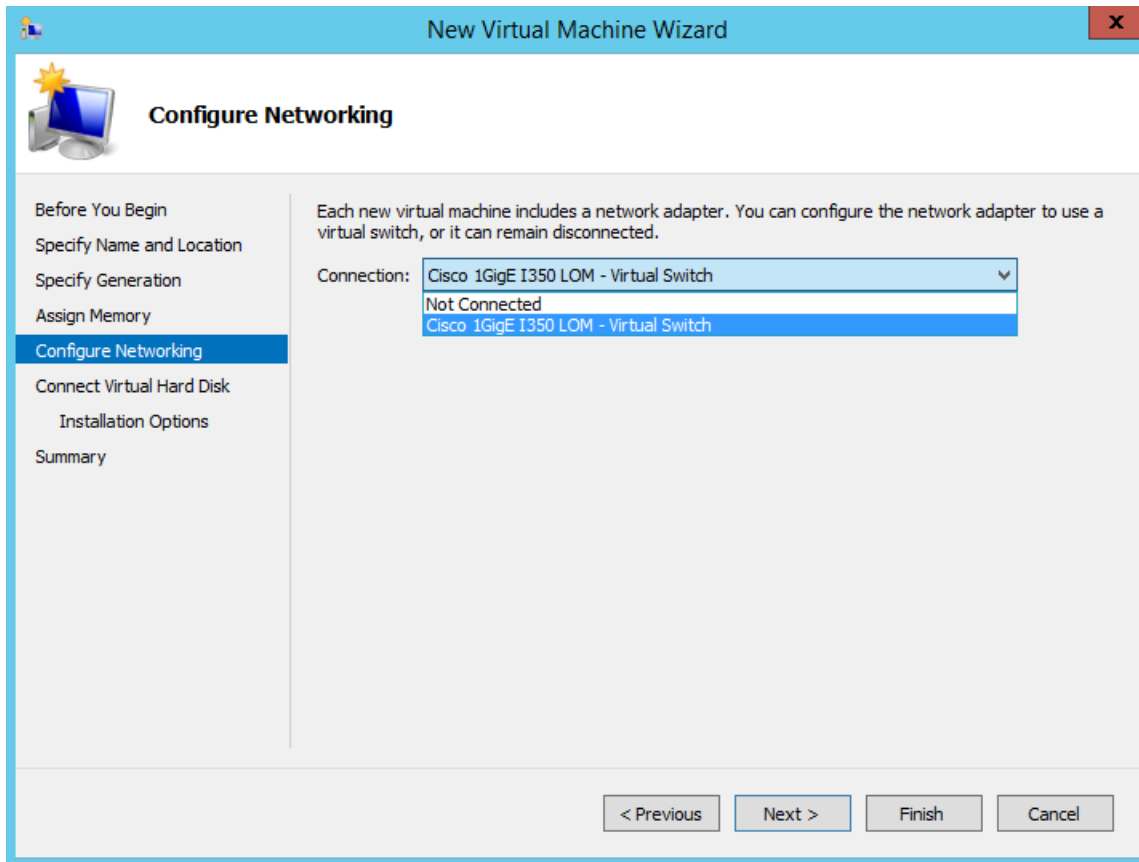 New Virtual Machine Wizard
x
Configure Networking
Before You Begin
Specify Name and Location
Specify Generation
Assign Memory
Configure Networking
Connect Virtual Hard Disk
Installation Options
Summary
Each new virtual machine includes a network adapter. You can configure the network adapter to use a
virtual switch, or it can remain disconnected.
Connection: Cisco 1GigE I350 LOM - Virtual Switch
Not Connected
Cisco 1GigE I350 LOM - Virtual Switch
< Previous Next > Finish Cancel